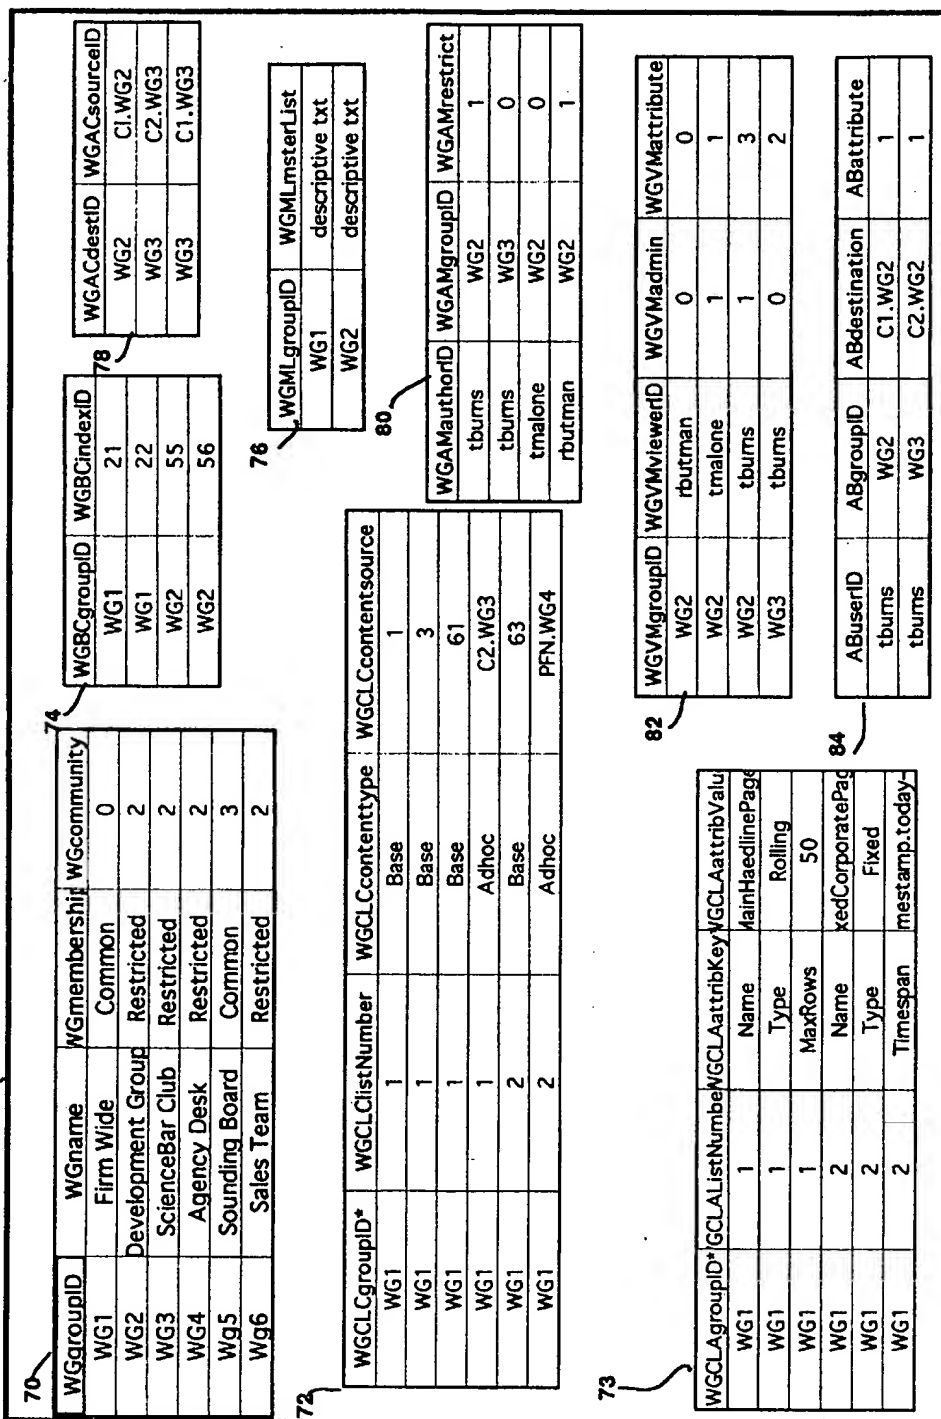 70
WGgroupID WGname WGmembership WGcommunity
WG1 Firm Wide Common 0
WG2 Development Group Restricted 2
WG3 ScienceBar Club Restricted 2
WG4 Agency Desk Restricted 2
Wg5 Sounding Board Common 3
Wg6 Sales Team Restricted 2
74
WGBCgroupID WGBCindexID
WG1 21
WG1 22
WG2 55
WG2 56
78
WGACdestID WGACsourceID
WG2 C1.WG2
WG3 C2.WG3
WG3 C1.WG3
72
WGCLCgroupID* WGCLClistNumber WGCLCcontenttype WGCLCcontentsource
WG1 1 Base 1
WG1 1 Base 3
WG1 1 Base 61
WG1 1 Adhoc C2.WG3
WG1 2 Base 63
WG1 2 Adhoc PFN.WG4
76
WGMLgroupID WGMLmsterList
WG1 descriptive txt
WG2 descriptive txt
80
WGAMauthorID WGAMgroupID WGAMrestrict
tburns WG2 1
tburns WG3 0
tmalone WG2 0
rbutman WG2 1
73
WGCLAgroupID* GCLAListNumbe WGCLAattribKey VGCLAattribValu
WG1 1 Name MainHaedlinePage
WG1 1 Type Rolling
WG1 1 MaxRows 50
WG1 2 Name xedCorporatePag
WG1 2 Type Fixed
WG1 2 Timespan mestamp.today-
82
WGVMgroupID WGVMviewerID WGVMadmin WGVMattribute
WG2 rbutman 0 0
WG2 tmalone 1 1
WG2 tburns 1 3
WG3 tburns 0 2
84
ABuserID ABgroupID ABdestination ABattribute
tburns WG2 C1.WG2 1
tburns WG3 C2.WG2 1